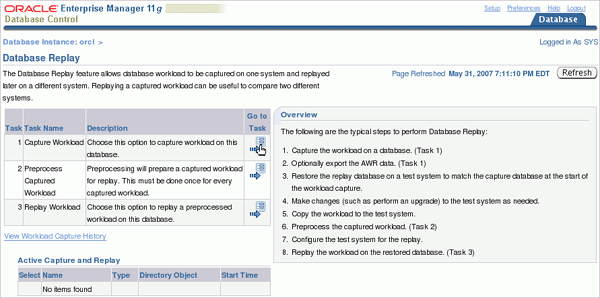 ORACLE Enterprise Manager 11g
Database Control
Setup Preferences Help Logout
Database
Database Instance: orcl >
Logged in As SYS
Database Replay
The Database Replay feature allows database workload to be captured on one system and replayed
later on a different system. Replaying a captured workload can be useful to compare two different
systems.
Page Refreshed May 31, 2007 7:11:10 PM EDT Refresh
Go to
Task Task Name Description Task
1 Capture Workload Choose this option to capture workload on this
database.
2 Preprocess Preprocessing will prepare a captured workload
Captured for replay. This must be done once for every
Workload captured workload.
3 Replay Workload Choose this option to replay a preprocessed
workload on this database.
View Workload Capture History
Active Capture and Replay
Select Name Type Directory Object Start Time
No items found
Overview
The following are the typical steps to perform Database Replay:
1. Capture the workload on a database. (Task 1)
2. Optionally export the AWR data. (Task 1)
3. Restore the replay database on a test system to match the capture database at the start of
the workload capture.
4. Make changes (such as perform an upgrade) to the test system as needed.
5. Copy the workload to the test system.
6. Preprocess the captured workload. (Task 2)
7. Configure the test system for the replay.
8. Replay the workload on the restored database. (Task 3)